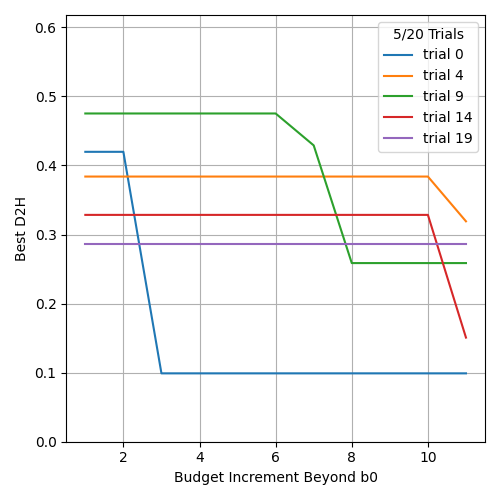 5/20 Trials
trial 0
trial 4
trial 9
trial 14
trial 19
Best D2H
0.6
0.5
0.4
0.3
0.2
0.1
0.0
2
4
6
8
10
Budget Increment Beyond b0